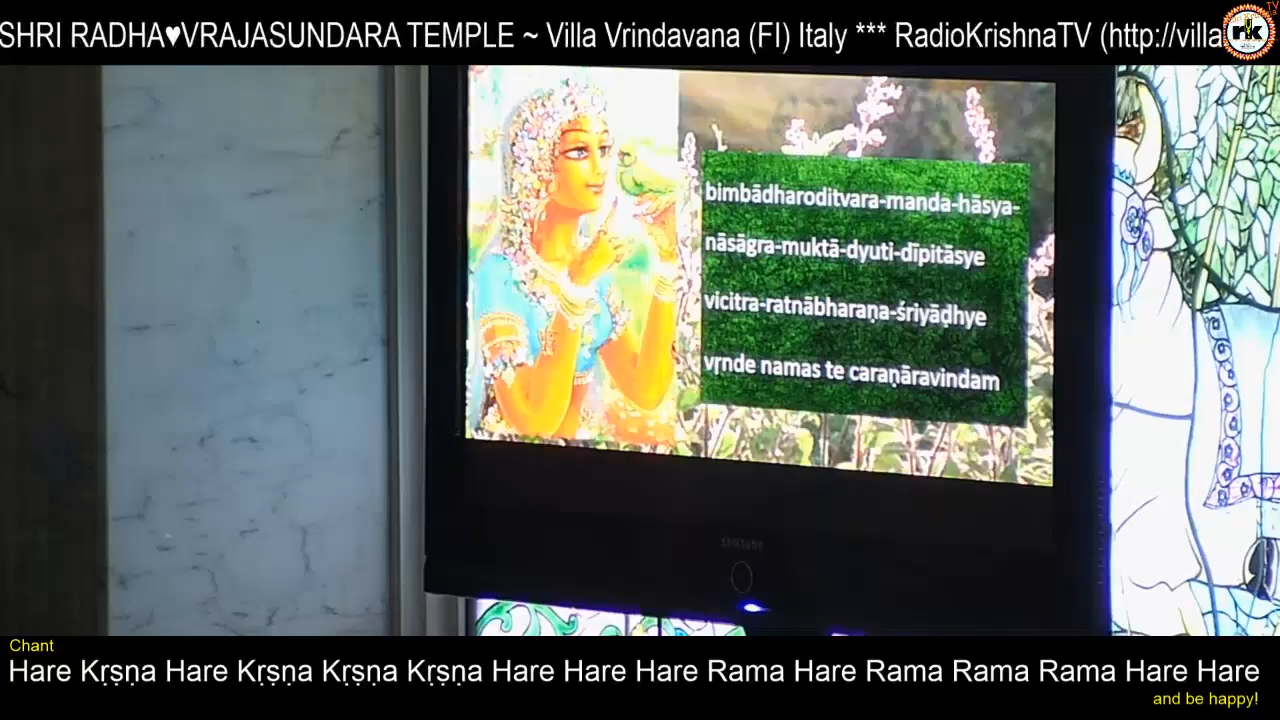 SHRI RADHA♥VRAJASUNDARA TEMPLE ~ Villa Vrindavana (FI) Italy *** RadioKrishnaTV (http://villa
TV
rk
bimbādharoditvara-manda-hāsya-
nāsāgra-muktā-dyuti-dīpitāsye
vicitra-ratnābharaṇa-śriyāḍhye
vṛnde namas te caraṇāravindam
SAMSUNG
Chant
Hare Kṛṣṇa Hare Kṛṣṇa Kṛṣṇa Kṛṣṇa Hare Hare Hare Rama Hare Rama Rama Rama Hare Hare
and be happy!